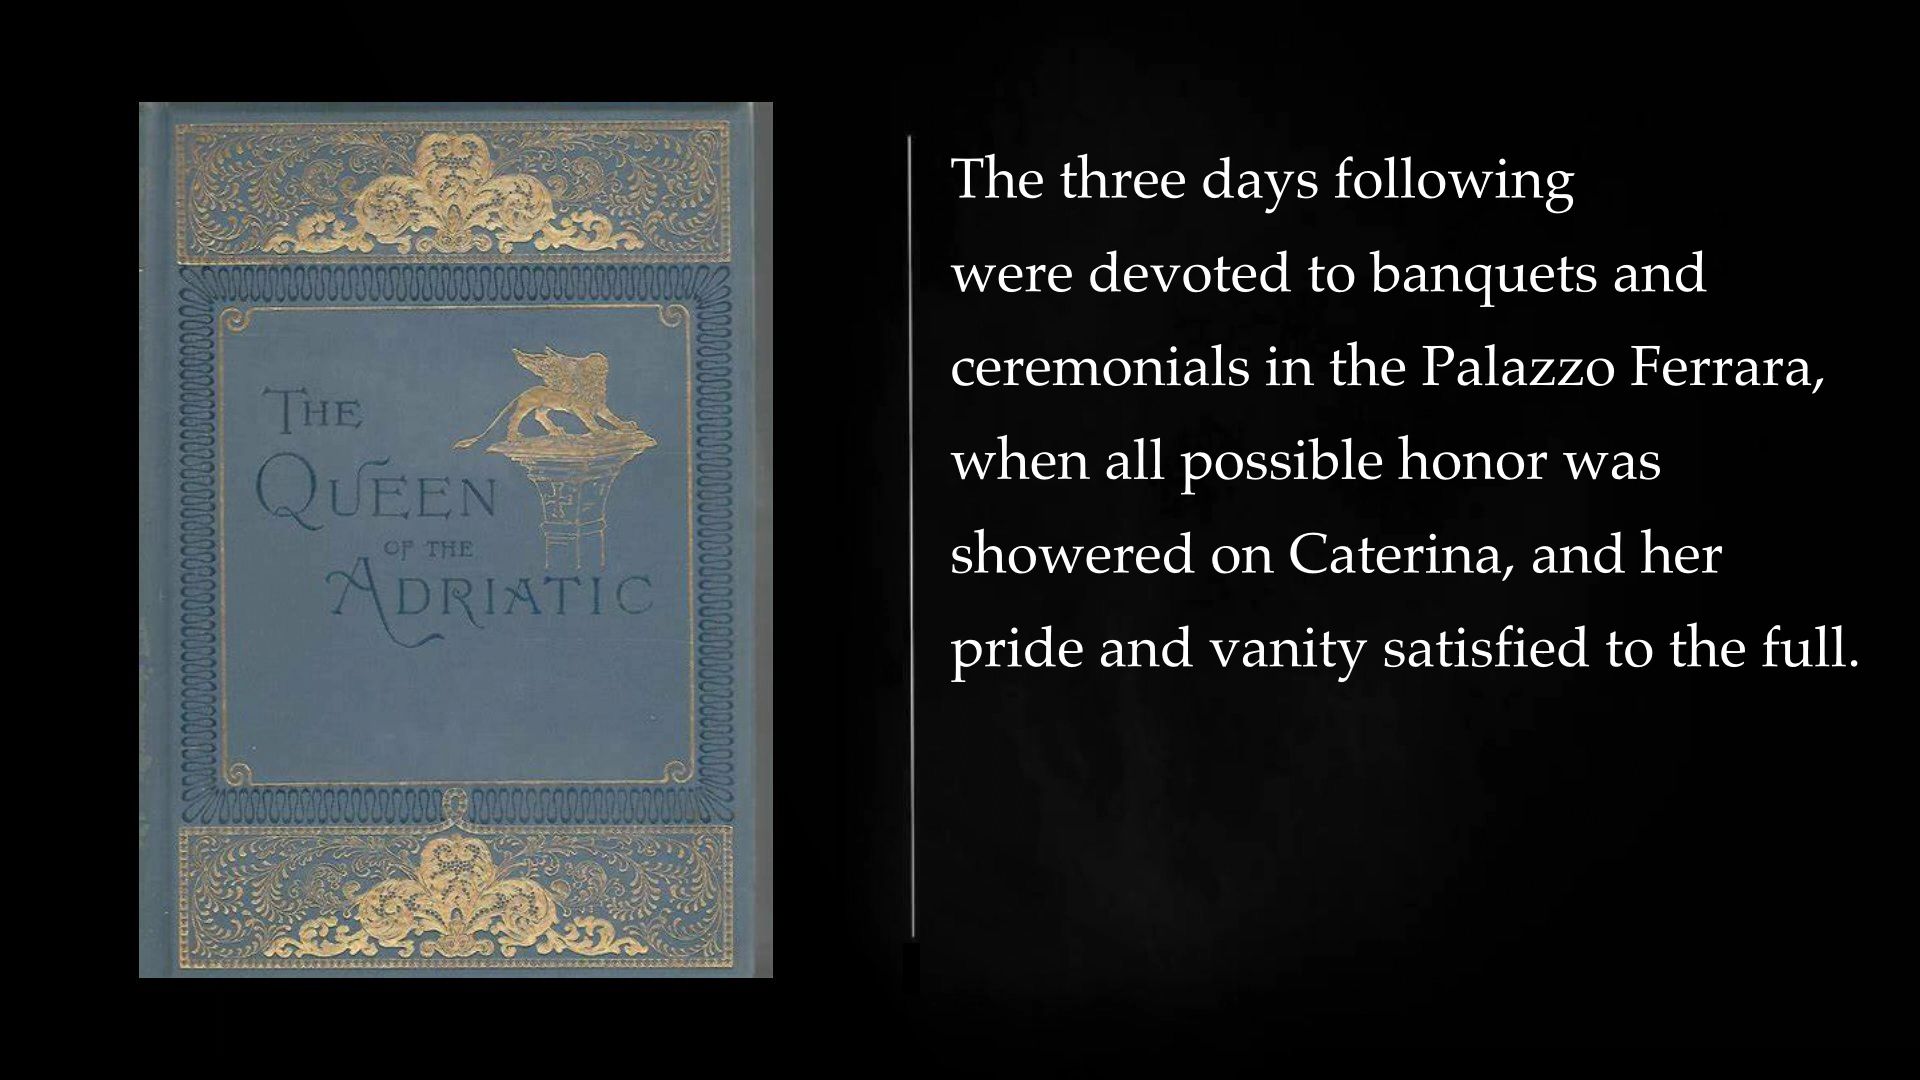 The
Queen
of the
Adriatic
The three days following
were devoted to banquets and
ceremonials in the Palazzo Ferrara,
when all possible honor was
showered on Caterina, and her
pride and vanity satisfied to the full.